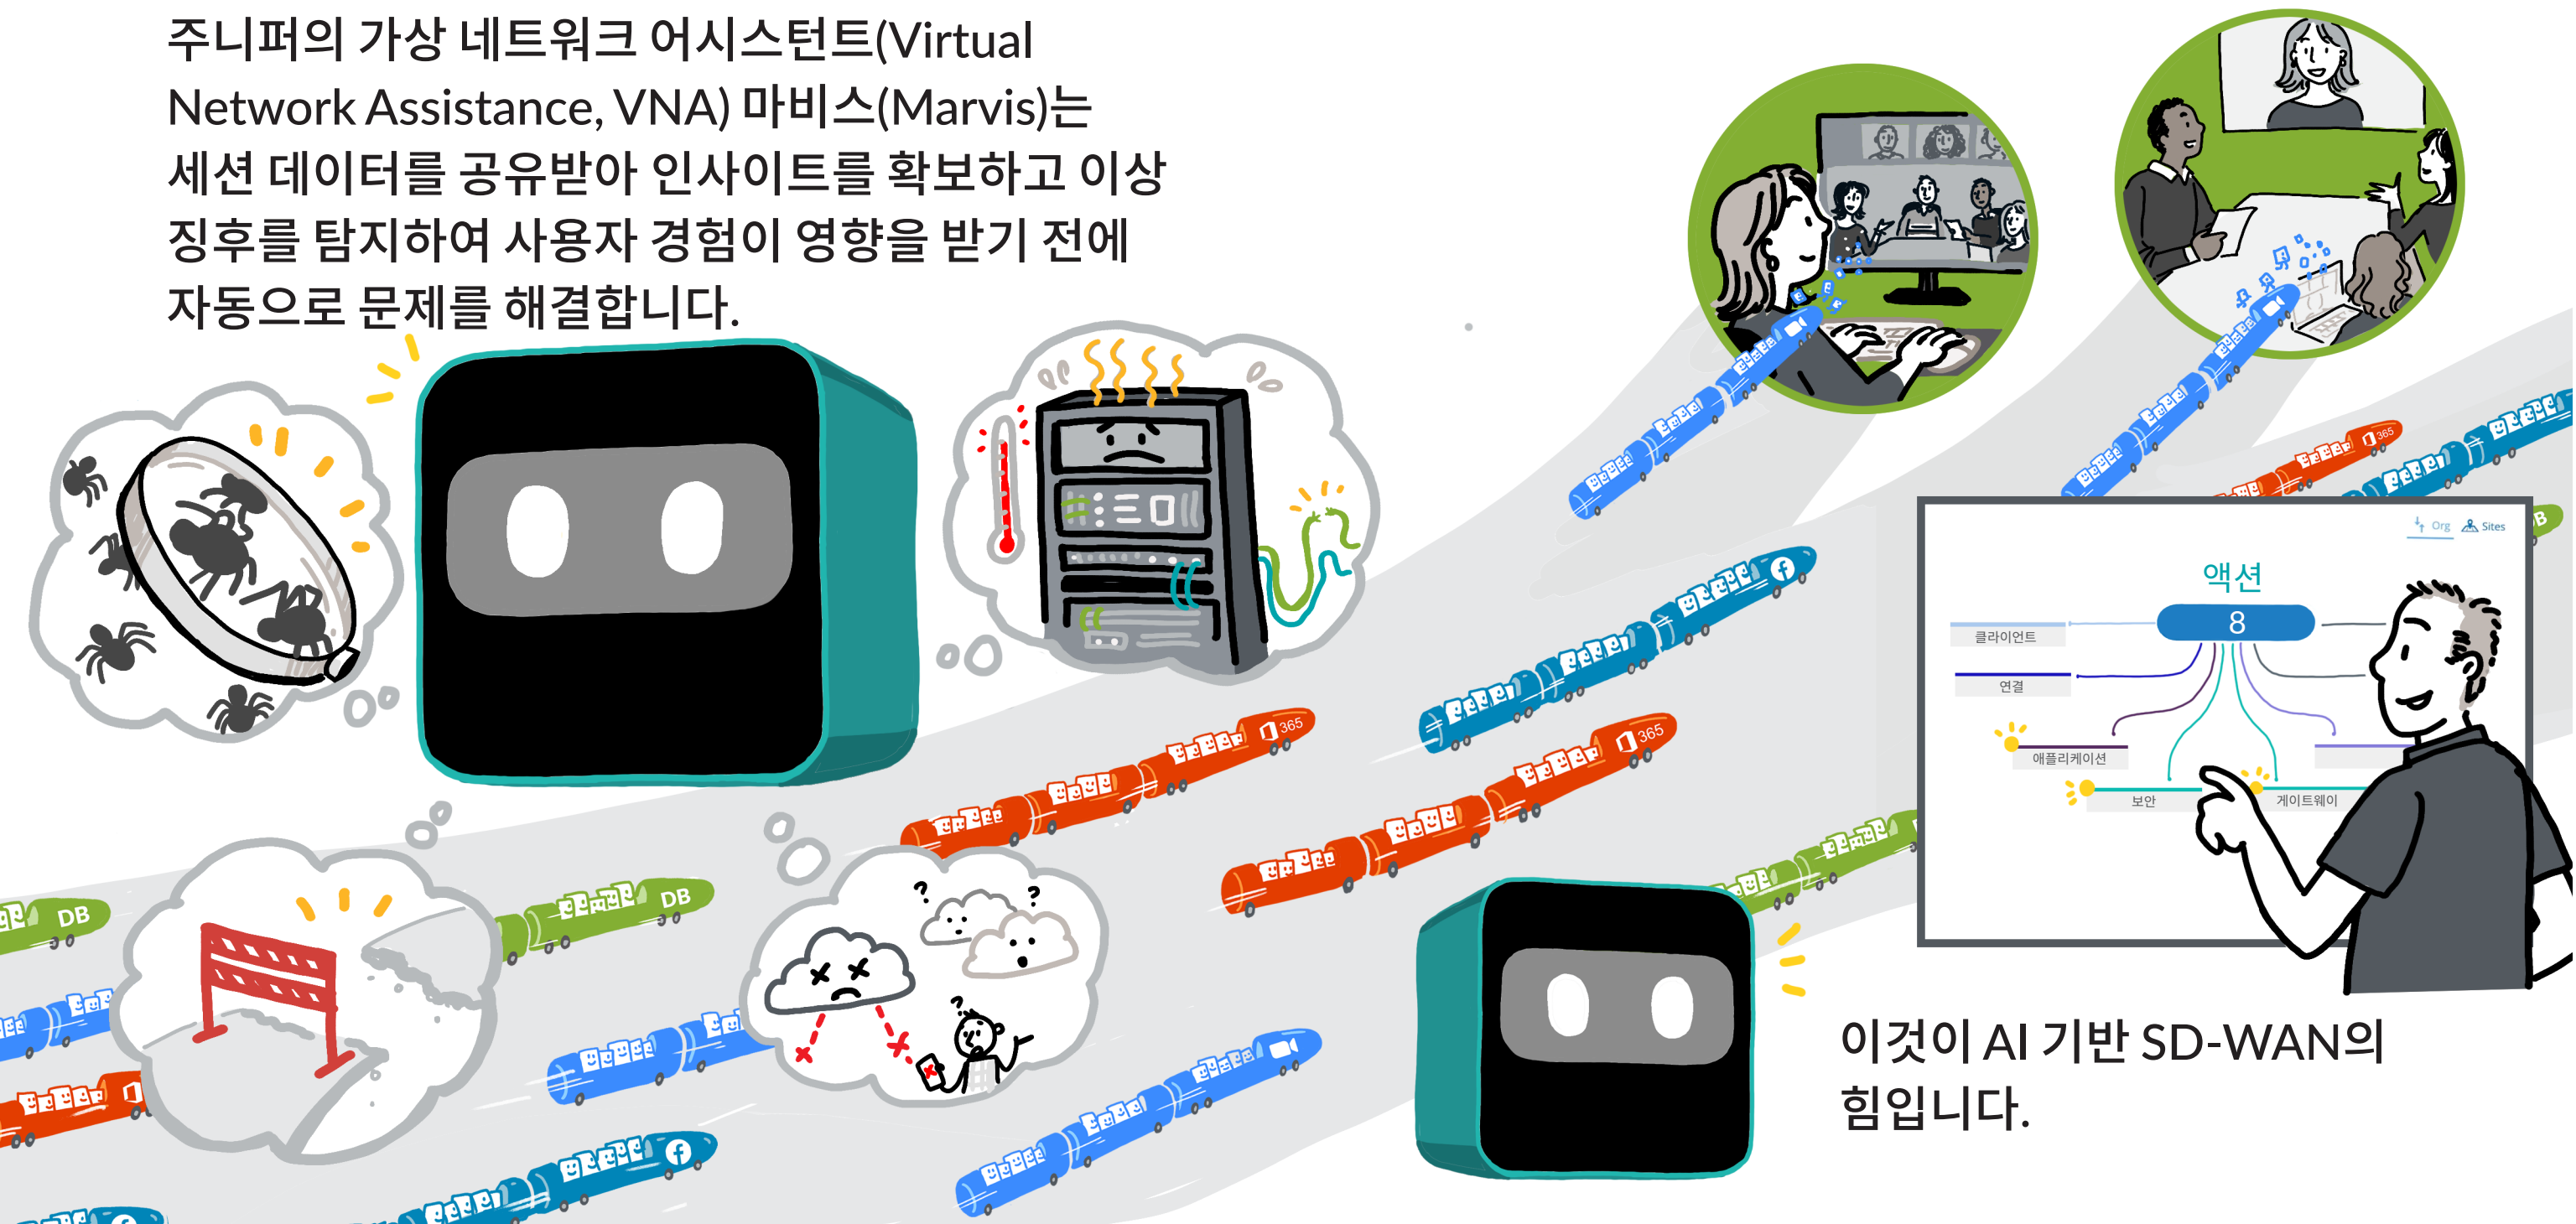 주니퍼의 가상 네트워크 어시스턴트(Virtual
Network Assistance, VNA) 마비스(Marvis)는
세션 데이터를 공유받아 인사이트를 확보하고 이상
징후를 탐지하여 사용자 경험이 영향을 받기 전에
자동으로 문제를 해결합니다.
365
DB
Org Sites
액션
8
클라이언트
연결
애플리케이션
보안
게이트웨이
365
365
DB
DB
?
?
?
이것이 AI 기반 SD-WAN의
힘입니다.